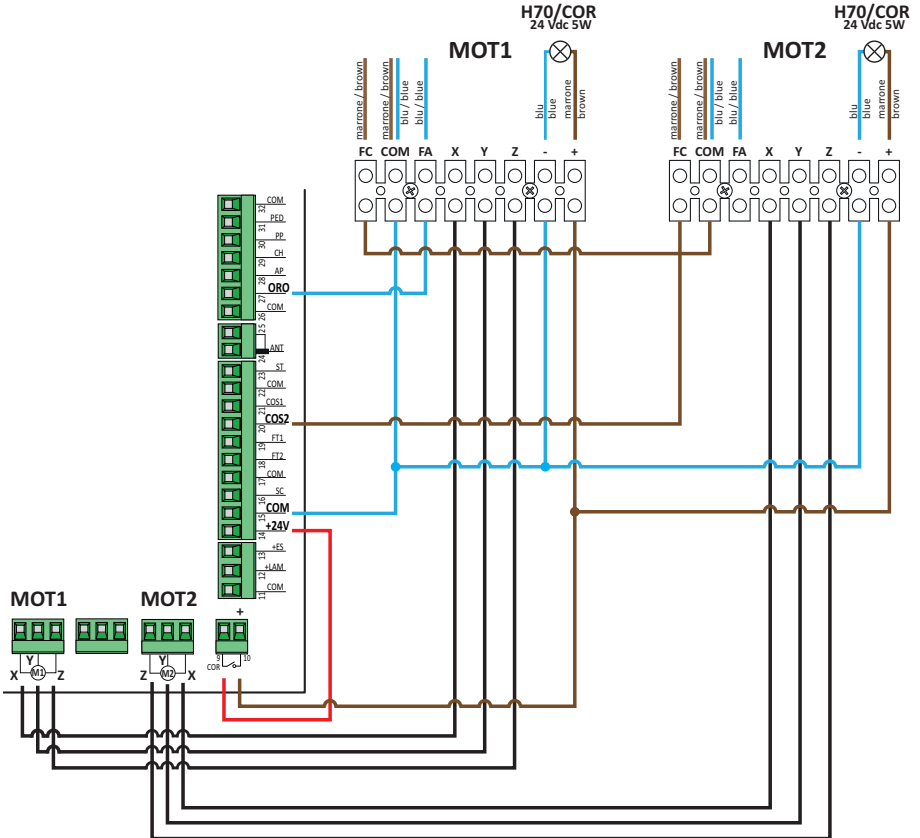 H70/COR
24 Vdc 5W
MOT1
marrone / brown
marrone / brown
blu / blue
blu / blue
blu
blue
marrone
brown
FC COM FA X Y Z - +
H70/COR
24 Vdc 5W
MOT2
marrone / brown
marrone / brown
blu / blue
blu / blue
blu
blue
marrone
brown
FC COM FA X Y Z - +
32 COM
31 PED
30 PP
29 CH
28 AP
27 ORO
26 COM
25
24 ANT
23 ST
22 COM
21 COS1
20 COS2
19 FT1
18 FT2
17 COM
16 SC
15 COM
14 +24V
13 +ES
12 +LAM
11 COM
MOT1
X Y Z
M1
MOT2
Z Y X
M2
+
9 10
COR